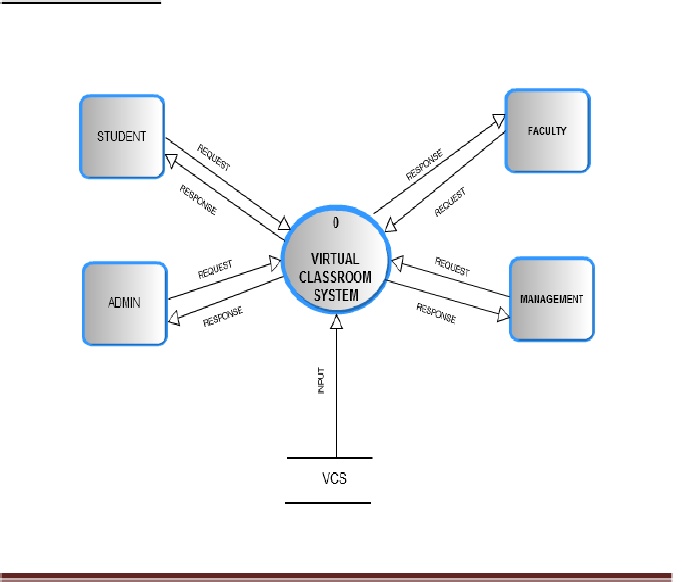 STUDENT
FACULTY
REQUEST
RESPONSE
RESPONSE
REQUEST
0
VIRTUAL
CLASSROOM
SYSTEM
ADMIN
MANAGEMENT
REQUEST
RESPONSE
REQUEST
RESPONSE
INPUT
VCS